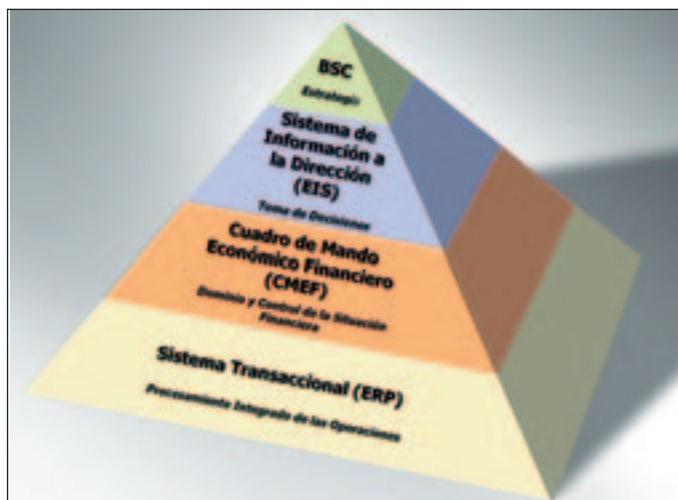 BSC
Estrategia
Sistema de
Información a
la Dirección
(EIS)
Toma de Decisiones
Cuadro de Mando
Económico Financiero
(CMEF)
Dominio y Control de la Situación
Financiera
Sistema Transaccional (ERP)
Procesamiento Integrado de las Operaciones